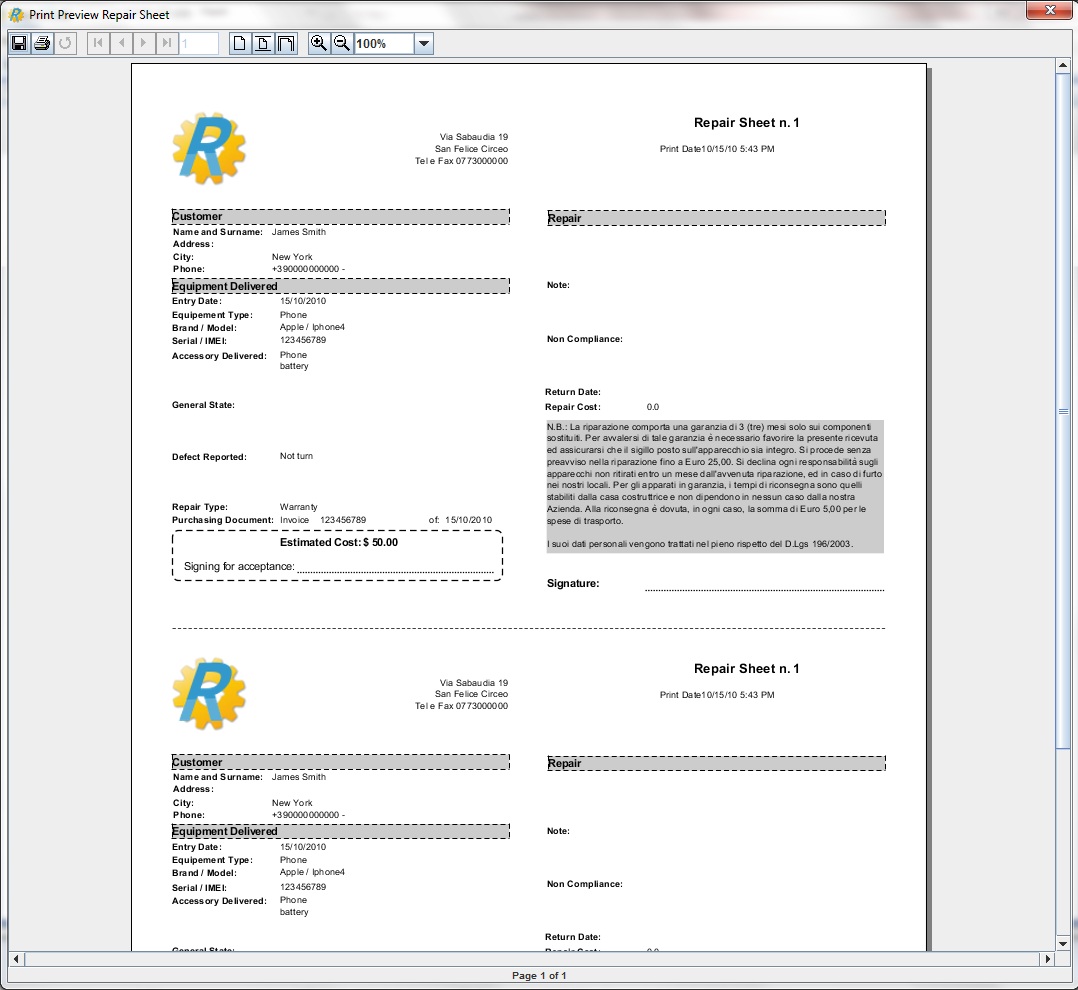 Print Preview Repair Sheet
1
100%
R
Via Sabaudia 19
San Felice Circeo
Tel e Fax 0773000000
Repair Sheet n. 1
Print Date10/15/10 5:43 PM
Customer
Name and Surname: James Smith
Address:
City: New York
Phone: +390000000000 -
Equipment Delivered
Entry Date: 15/10/2010
Equipement Type: Phone
Brand / Model: Apple / Iphone4
Serial / IMEI: 123456789
Accessory Delivered: Phone
battery
General State:
Defect Reported: Not turn
Repair Type: Warranty
Purchasing Document: Invoice 123456789 of: 15/10/2010
Estimated Cost: $ 50.00
Signing for acceptance:
Repair
Note:
Non Compliance:
Return Date:
Repair Cost: 0.0
N.B.: La riparazione comporta una garanzia di 3 (tre) mesi solo sui componenti
sostituiti. Per avvalersi di tale garanzia é necessario favorire la presente ricevuta
ed assicurarsi che il sigillo posto sull'apparecchio sia integro. Si procede senza
preavviso nella riparazione fino a Euro 25,00. Si declina ogni responsabilità sugli
apparecchi non ritirati entro un mese dall'avvenuta riparazione, ed in caso di furto
nei nostri locali. Per gli apparati in garanzia, i tempi di riconsegna sono quelli
stabiliti dalla casa costruttrice e non dipendono in nessun caso dalla nostra
Azienda. Alla riconsegna è dovuta, in ogni caso, la somma di Euro 5,00 per le
spese di trasporto.
I suoi dati personali vengono trattati nel pieno rispetto del D.Lgs 196/2003.
Signature:
R
Via Sabaudia 19
San Felice Circeo
Tel e Fax 0773000000
Repair Sheet n. 1
Print Date10/15/10 5:43 PM
Customer
Name and Surname: James Smith
Address:
City: New York
Phone: +390000000000 -
Equipment Delivered
Entry Date: 15/10/2010
Equipement Type: Phone
Brand / Model: Apple / Iphone4
Serial / IMEI: 123456789
Accessory Delivered: Phone
battery
General State:
Repair
Note:
Non Compliance:
Return Date:
Repair Cost: 0.0
Page 1 of 1